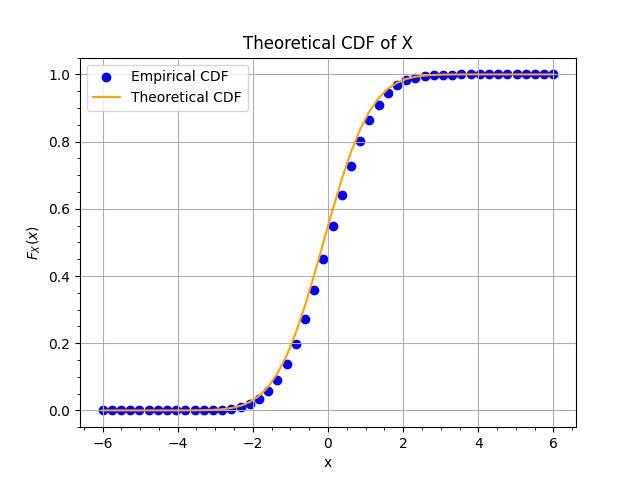 Theoretical CDF of X
Empirical CDF
Theoretical CDF
1.0
0.8
0.6
0.4
0.2
0.0
F_X(x)
−6
−4
−2
0
2
4
6
x